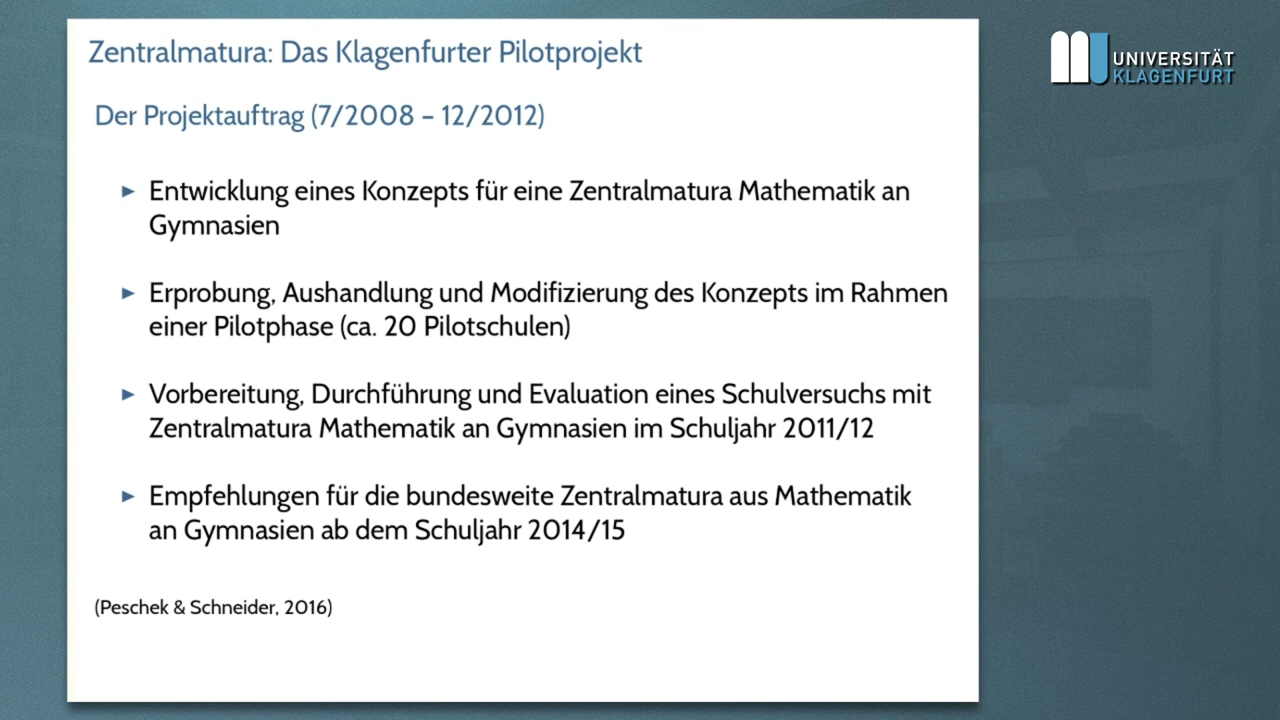 Zentralmatura: Das Klagenfurter Pilotprojekt
UNIVERSITÄT
KLAGENFURT
Der Projektauftrag (7/2008 – 12/2012)
► Entwicklung eines Konzepts für eine Zentralmatura Mathematik an
Gymnasien
► Erprobung, Aushandlung und Modifizierung des Konzepts im Rahmen
einer Pilotphase (ca. 20 Pilotschulen)
► Vorbereitung, Durchführung und Evaluation eines Schulversuchs mit
Zentralmatura Mathematik an Gymnasien im Schuljahr 2011/12
► Empfehlungen für die bundesweite Zentralmatura aus Mathematik
an Gymnasien ab dem Schuljahr 2014/15
(Peschek & Schneider, 2016)